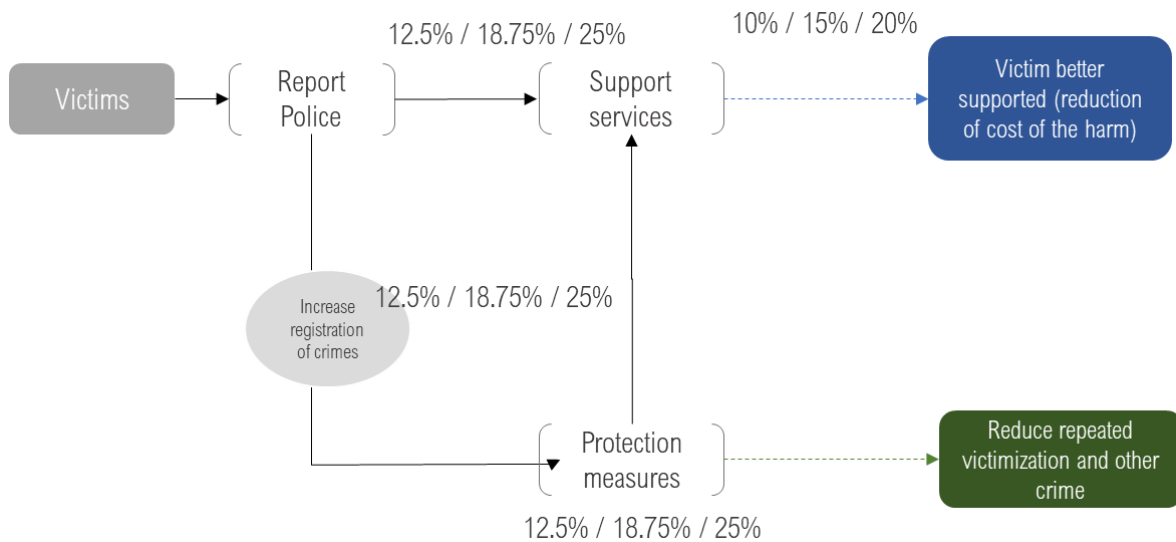 12.5% / 18.75% / 25%
10% / 15% / 20%
Victims
Report
Police
Support
services
Victim better
supported (reduction
of cost of the harm)
Increase
registration
of crimes
12.5% / 18.75% / 25%
Protection
measures
Reduce repeated
victimization and other
crime
12.5% / 18.75% / 25%